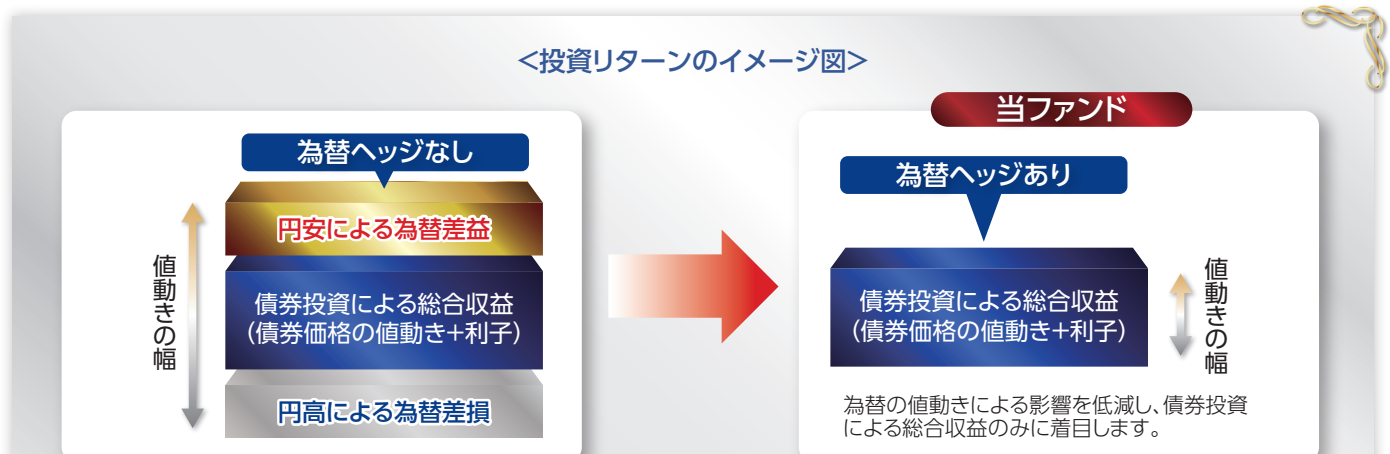 <投資リターンのイメージ図>
為替ヘッジなし
円安による為替差益
値動きの幅
債券投資による総合収益
(債券価格の値動き+利子)
円高による為替差損
当ファンド
為替ヘッジあり
債券投資による総合収益
(債券価格の値動き+利子)
値動きの幅
為替の値動きによる影響を低減し、債券投資
による総合収益のみに着目します。